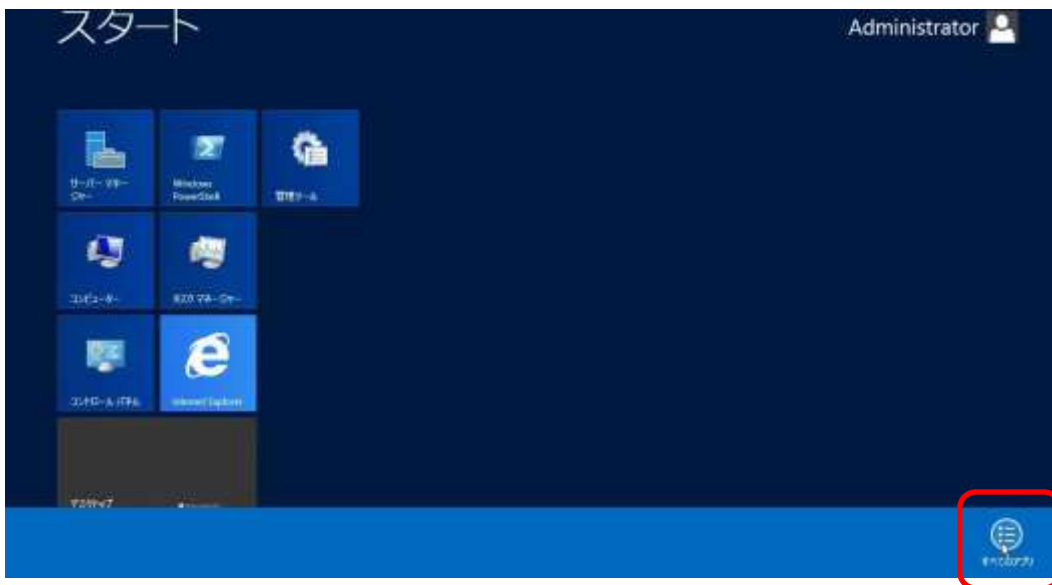 スタート
Administrator
サーバー マネー
ジャー
Windows
PowerShell
管理ツール
コンピューター
タスク マネージャー
コントロール パネル
Internet Explorer
デスクトップ
すべてのアプリ